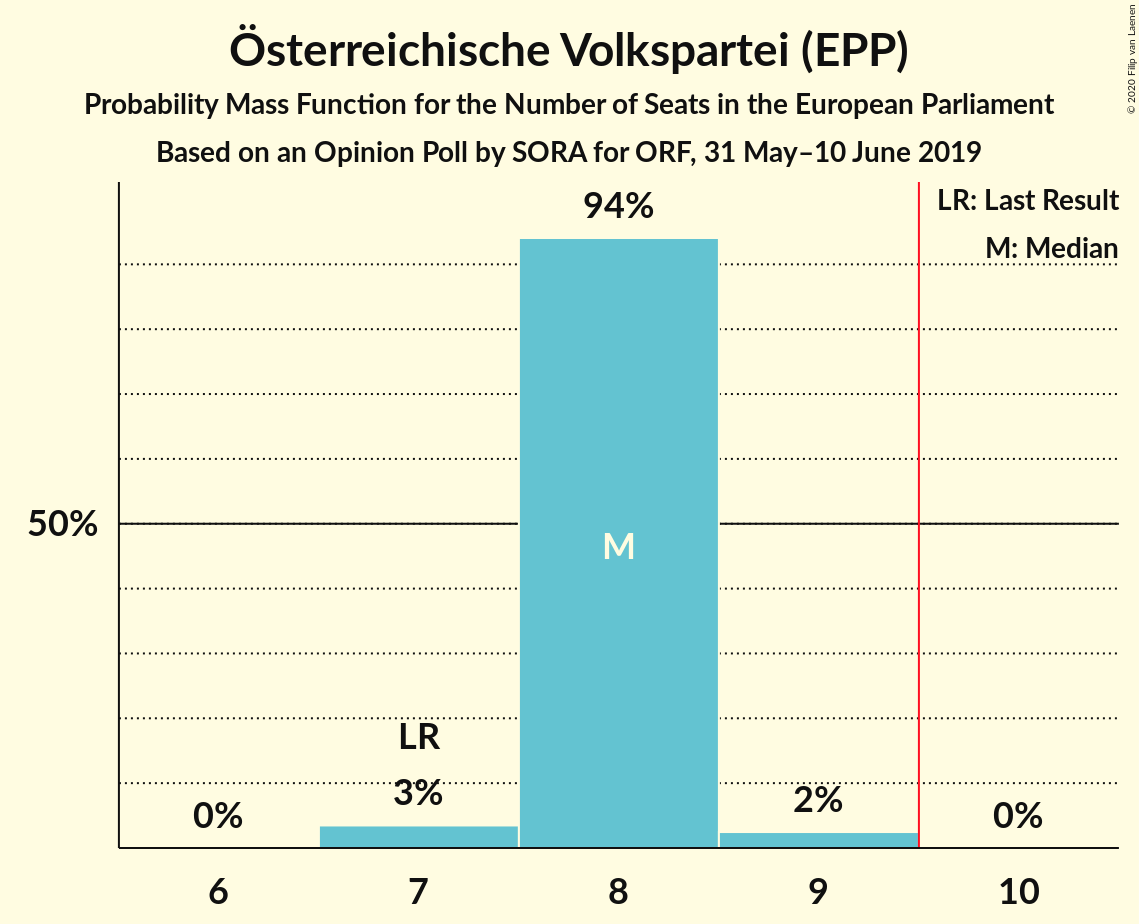 Österreichische Volkspartei (EPP)
Probability Mass Function for the Number of Seats in the European Parliament
Based on an Opinion Poll by SORA for ORF, 31 May–10 June 2019
© 2020 Filip van Laenen
LR: Last Result
M: Median
94%
50%
M
LR
0%
3%
2%
0%
6
7
8
9
10